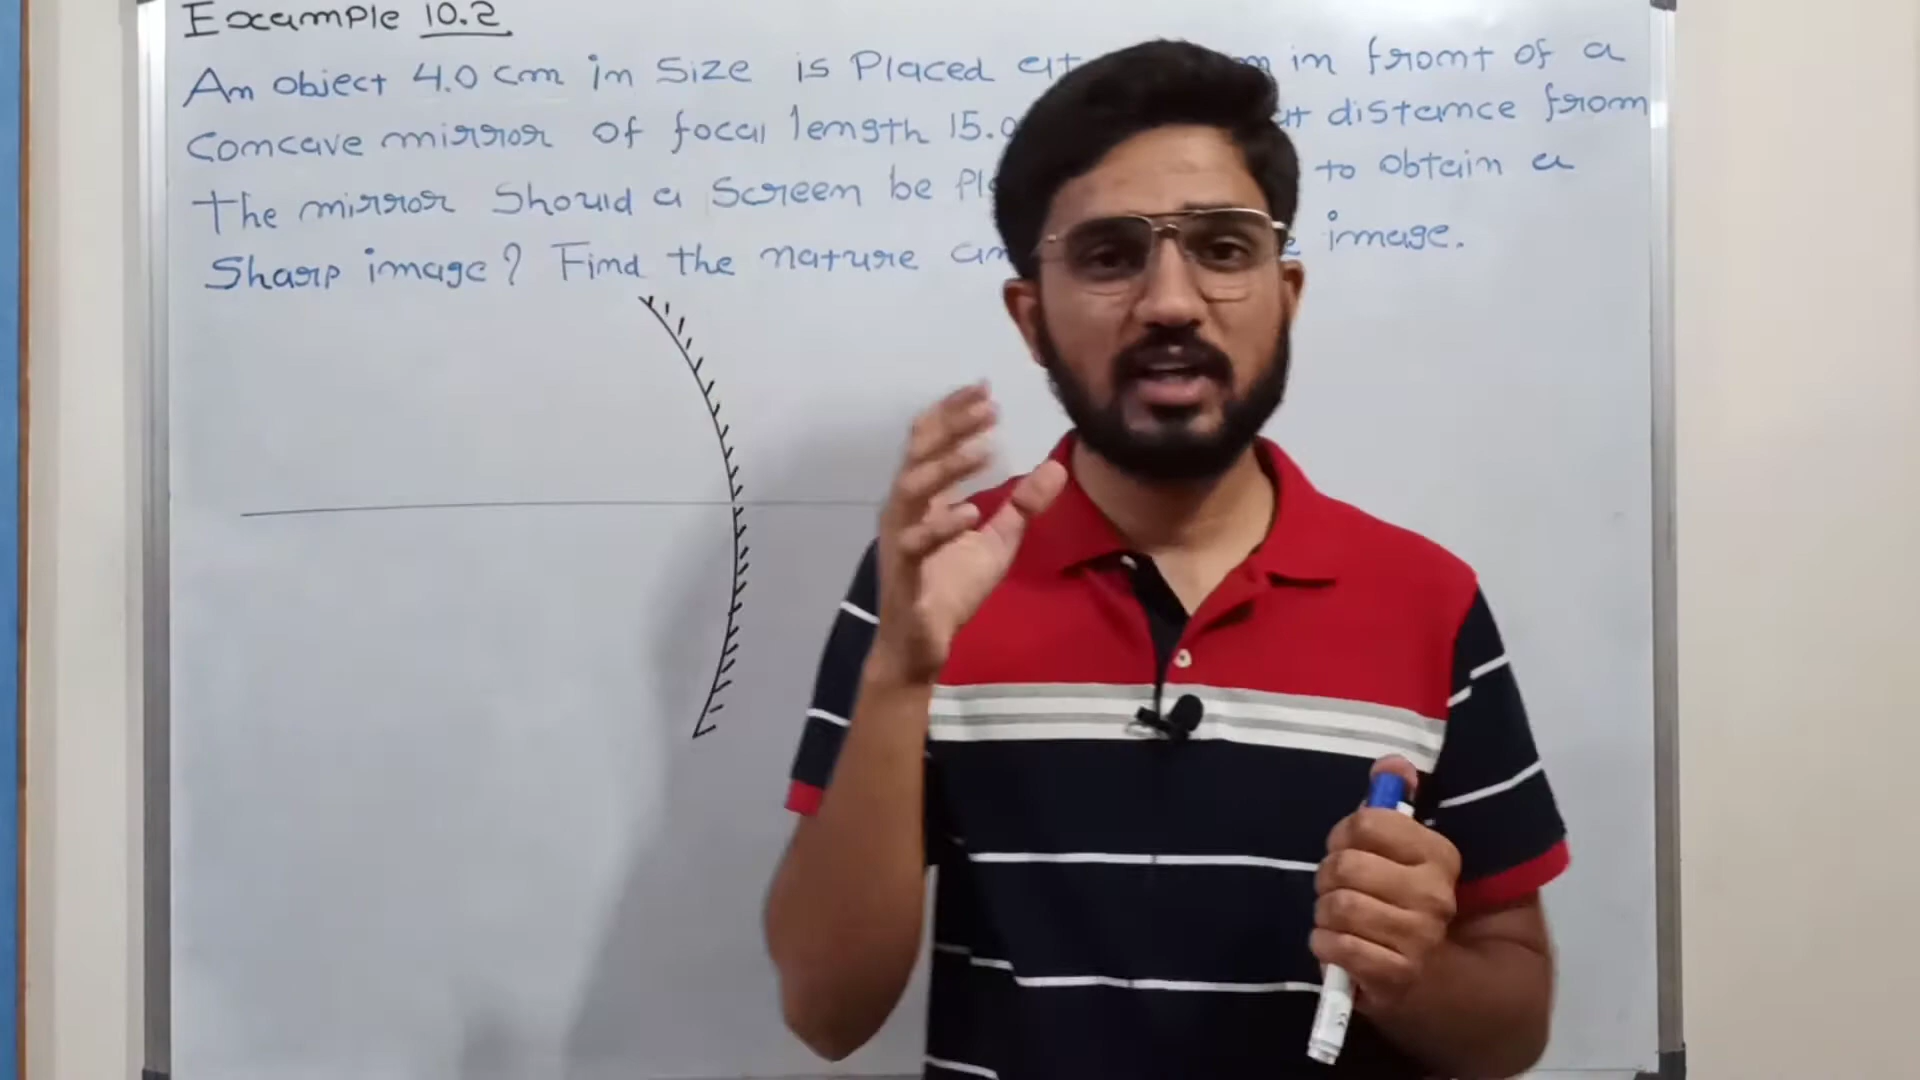 Example 10.2
An object 4.0 cm in size is Placed at in front of a
Concave mirror of focal length 15. distance from
the mirror Should a Screen be to obtain a
Sharp image? Find the nature image.